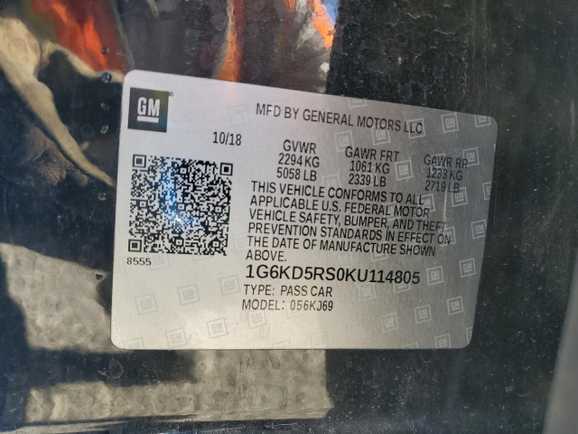 GM
MFD BY GENERAL MOTORS LLC
10/18 GVWR GAWR FRT GAWR RR
2294 KG 1061 KG 1233 KG
5058 LB 2339 LB 2719 LB
THIS VEHICLE CONFORMS TO ALL
APPLICABLE U.S. FEDERAL MOTOR
VEHICLE SAFETY, BUMPER, AND THEFT
PREVENTION STANDARDS IN EFFECT ON
THE DATE OF MANUFACTURE SHOWN
ABOVE.
8555
1G6KD5RS0KU114805
TYPE: PASS CAR
MODEL: 056KJ69